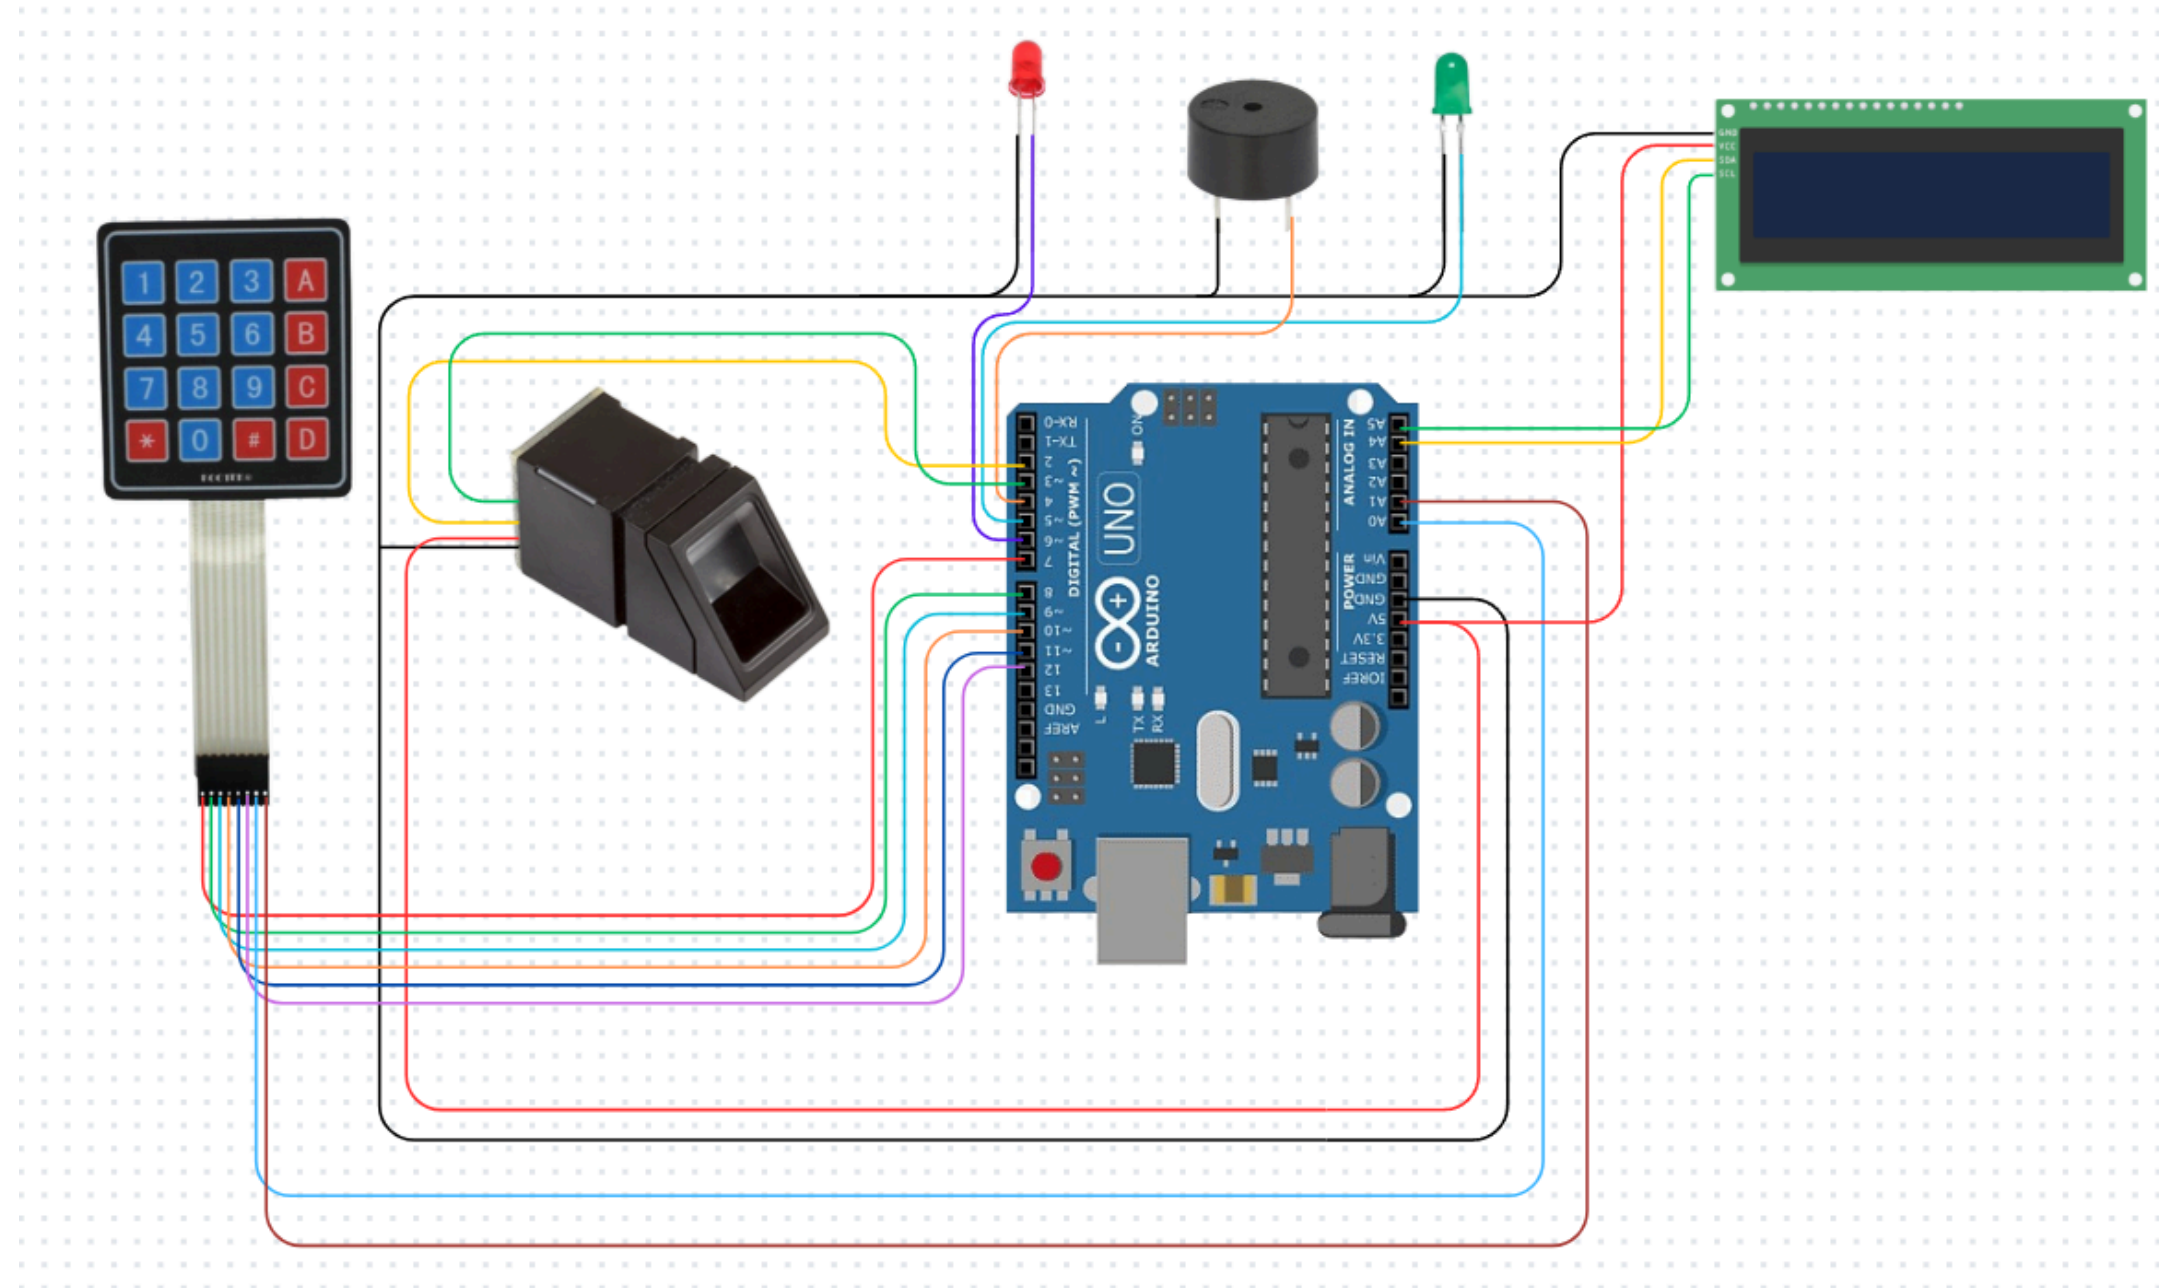 1 2 3 A
4 5 6 B
7 8 9 C
* 0 # D
GND
VCC
SDA
SCL
RX-0
TX-1
2
3~
4
5~
6~
7
8
9~
10~
11~
12
13
GND
AREF
DIGITAL (PWM ~)
ON
UNO
ARDUINO
L
TX
RX
ANALOG IN
A5
A4
A3
A2
A1
A0
POWER
Vin
GND
GND
5V
3.3V
RESET
IOREF